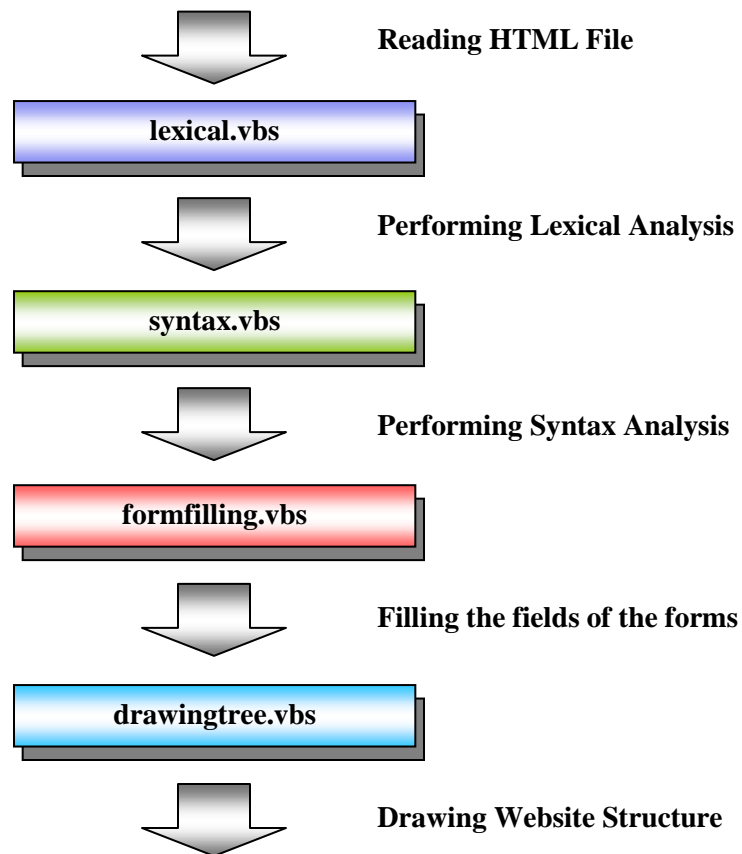 Reading HTML File
lexical.vbs
Performing Lexical Analysis
syntax.vbs
Performing Syntax Analysis
formfilling.vbs
Filling the fields of the forms
drawingtree.vbs
Drawing Website Structure